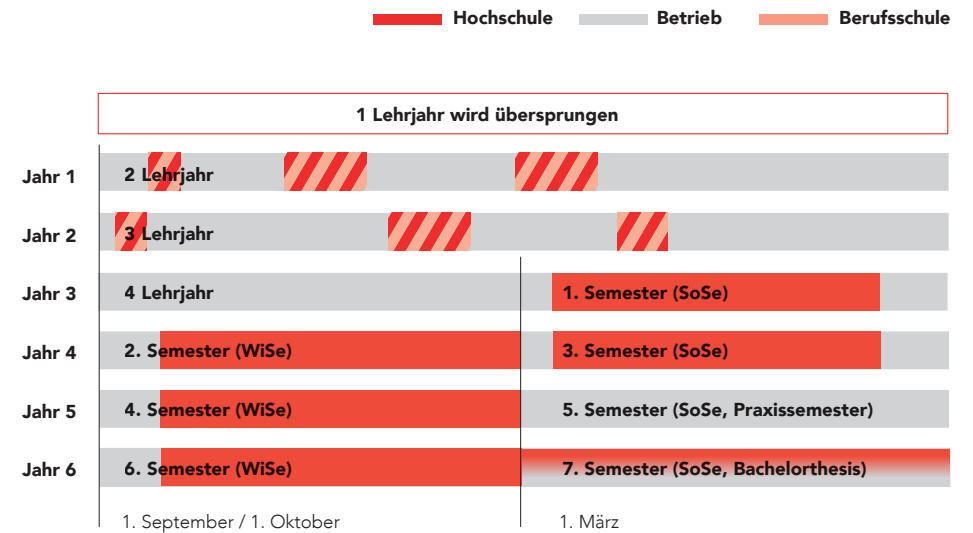 Hochschule Betrieb Berufsschule
1 Lehrjahr wird übersprungen
Jahr 1 2 Lehrjahr
Jahr 2 3 Lehrjahr
Jahr 3 4 Lehrjahr 1. Semester (SoSe)
Jahr 4 2. Semester (WiSe) 3. Semester (SoSe)
Jahr 5 4. Semester (WiSe) 5. Semester (SoSe, Praxissemester)
Jahr 6 6. Semester (WiSe) 7. Semester (SoSe, Bachelorthesis)
1. September / 1. Oktober 1. März